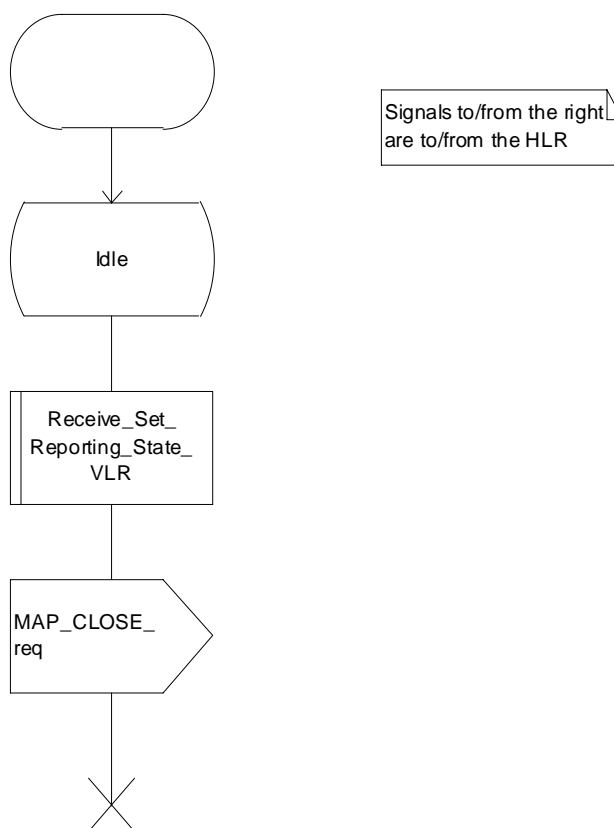 Signals to/from the right
are to/from the HLR
Idle
Receive_Set_
Reporting_State_
VLR
MAP_CLOSE_
req